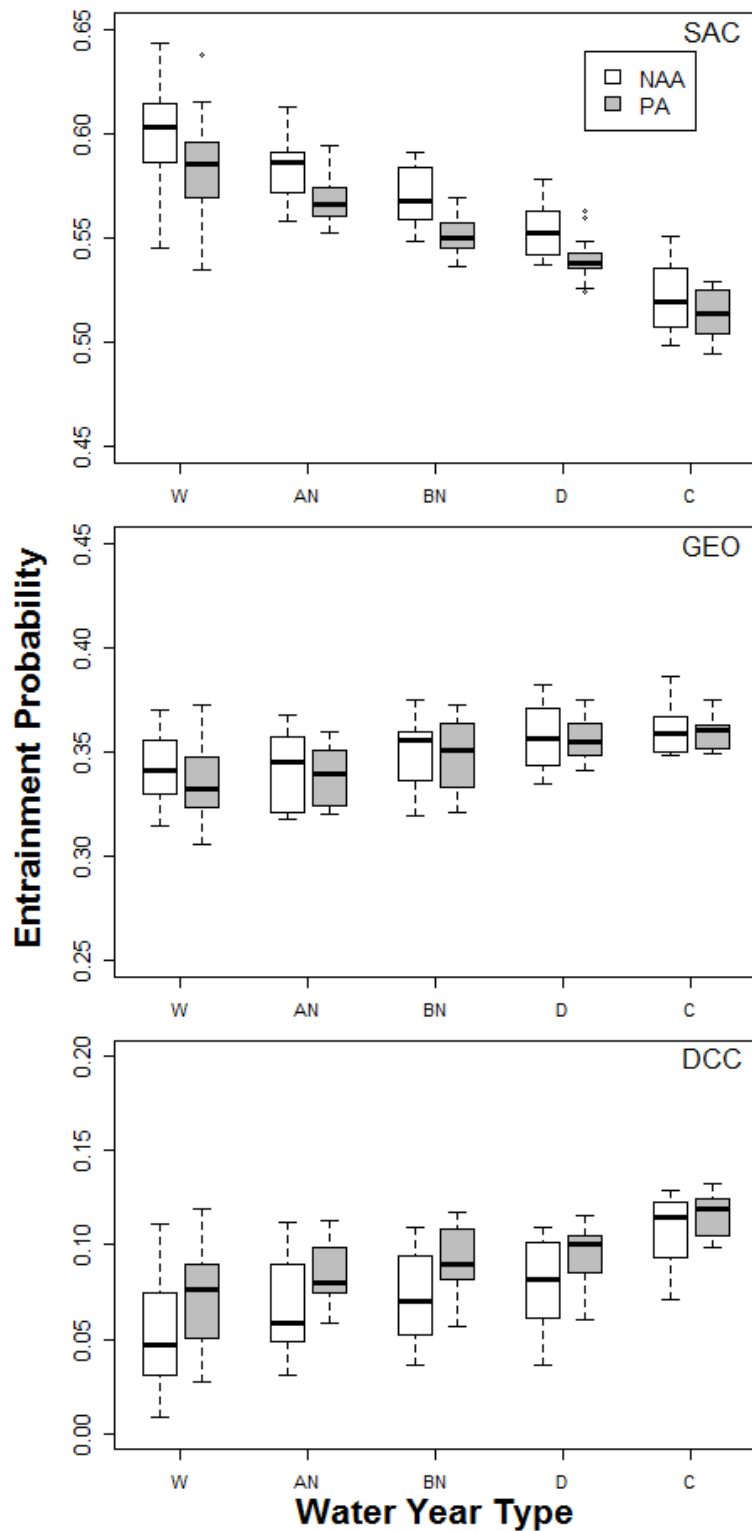 SAC
NAA
PA
0.65
0.60
0.55
0.50
0.45
W AN BN D C
GEO
0.45
0.40
0.35
0.30
0.25
W AN BN D C
DCC
0.20
0.15
0.10
0.05
0.00
W AN BN D C
Entrainment Probability
Water Year Type